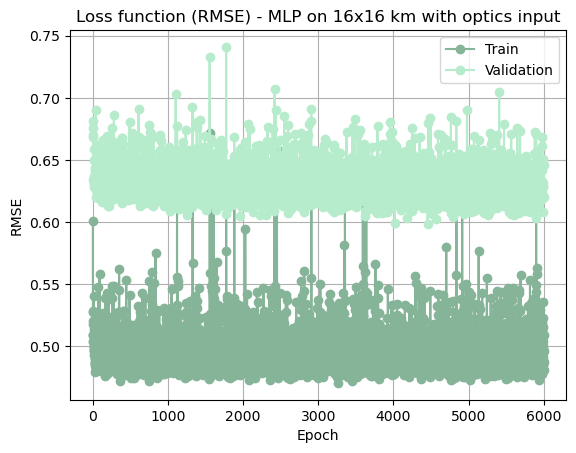 Loss function (RMSE) - MLP on 16x16 km with optics input
0.75
Train
Validation
0.70
0.65
0.60
0.55
0.50
RMSE
0 1000 2000 3000 4000 5000 6000
Epoch